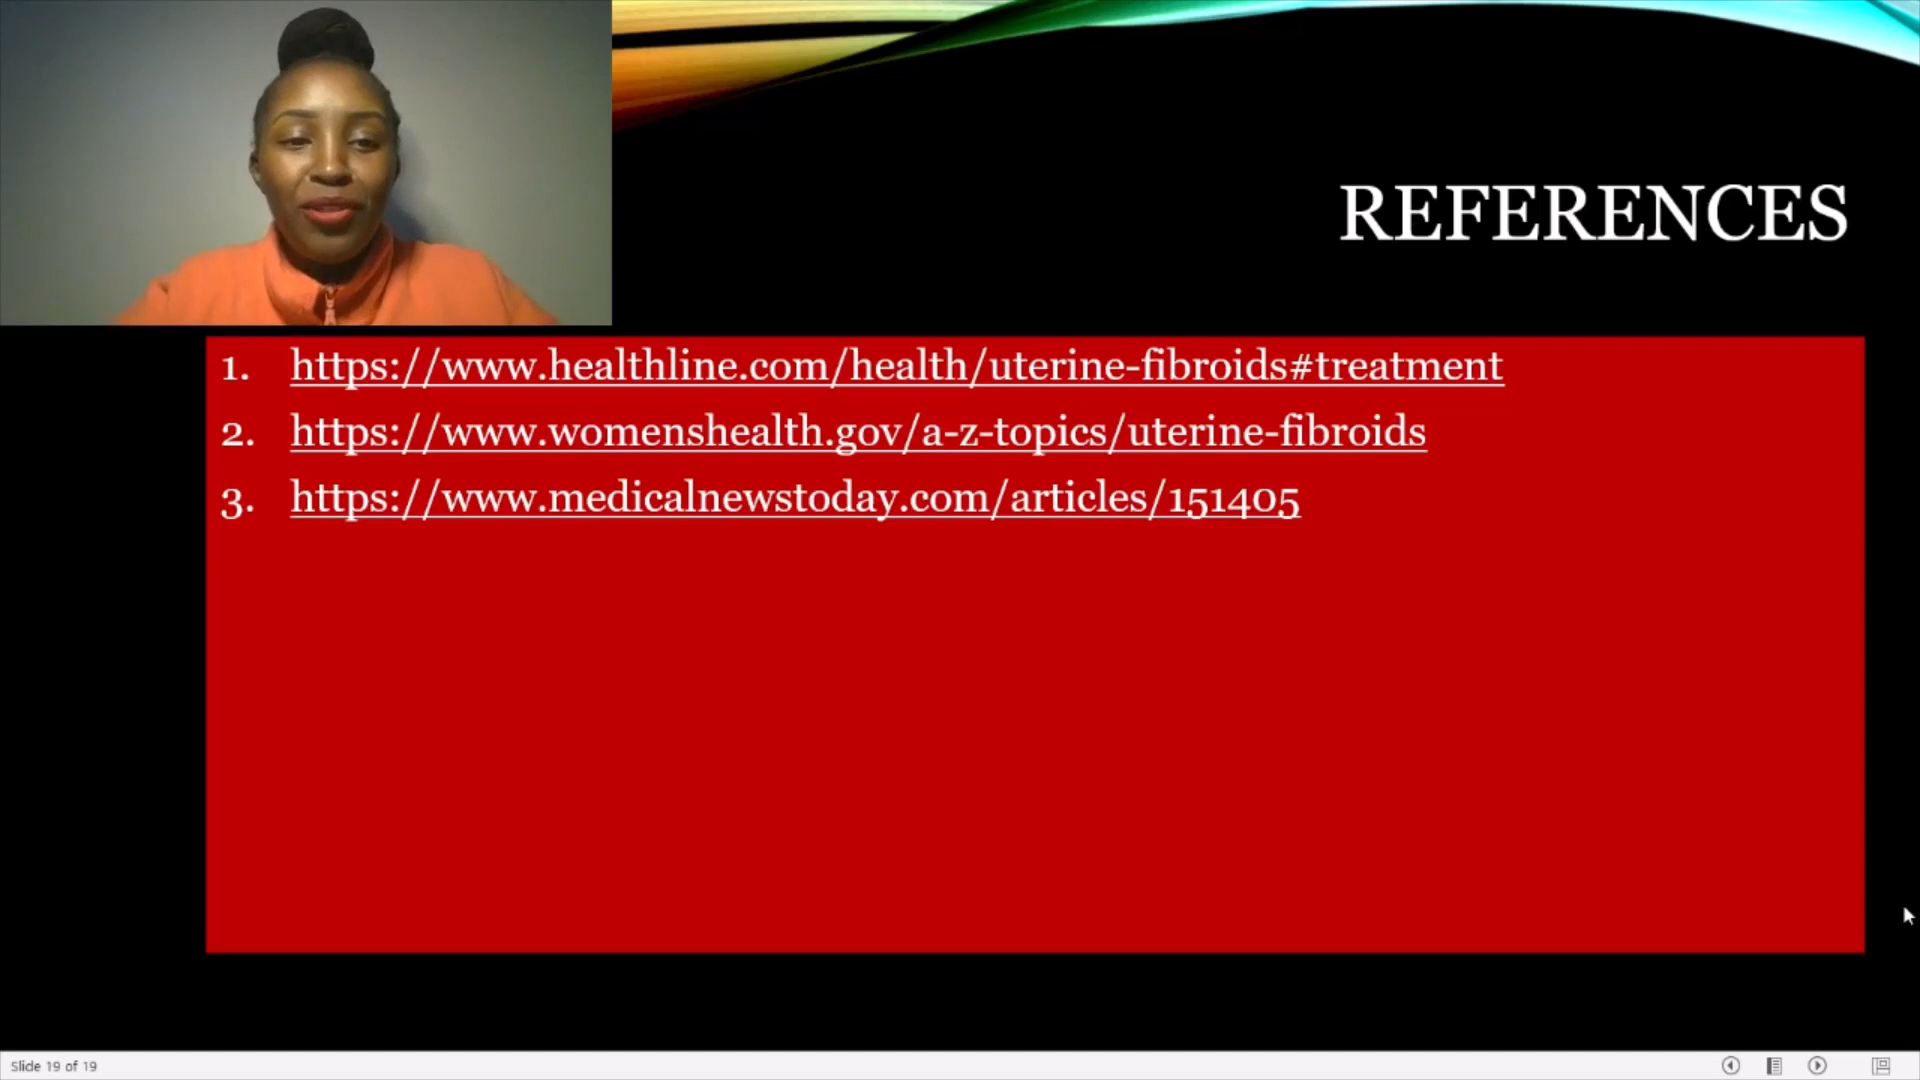 REFERENCES
1. https://www.healthline.com/health/uterine-fibroids#treatment
2. https://www.womenshealth.gov/a-z-topics/uterine-fibroids
3. https://www.medicalnewstoday.com/articles/151405
Slide 19 of 19